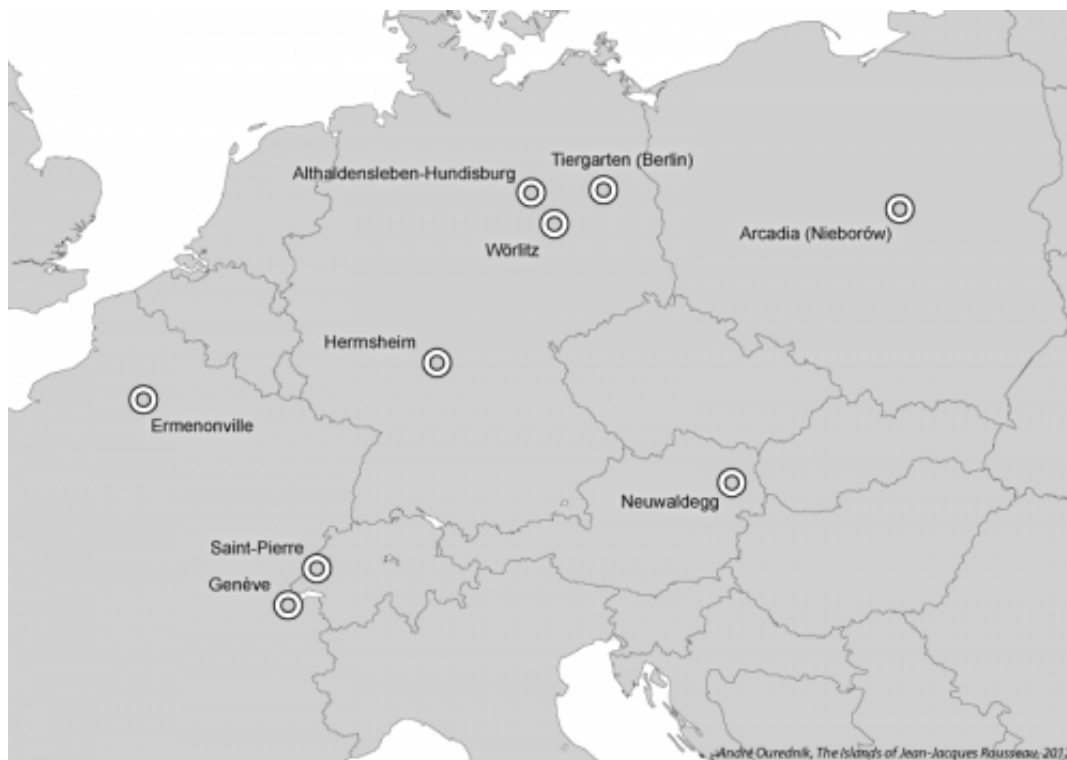 Tiergarten (Berlin)
Althaldensleben-Hundisburg
Arcadia (Nieborów)
Wörlitz
Hermsheim
Ermenonville
Neuwaldegg
Saint-Pierre
Genève
André Ourednik, The Islands of Jean-Jacques Rousseau, 2012